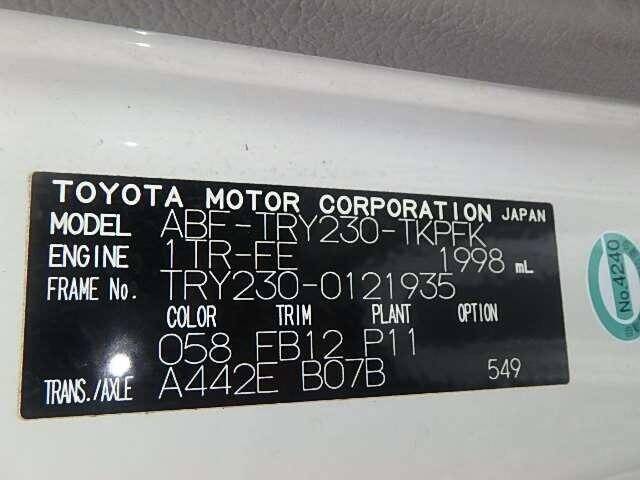 TOYOTA MOTOR CORPORATION JAPAN
MODEL ABF-TRY230-TKPFK
ENGINE 1TR-FE 1998 mL
FRAME No. TRY230-0121935
COLOR TRIM PLANT OPTION
058 FB12 P11
TRANS./AXLE A442E B07B 549
No.4240